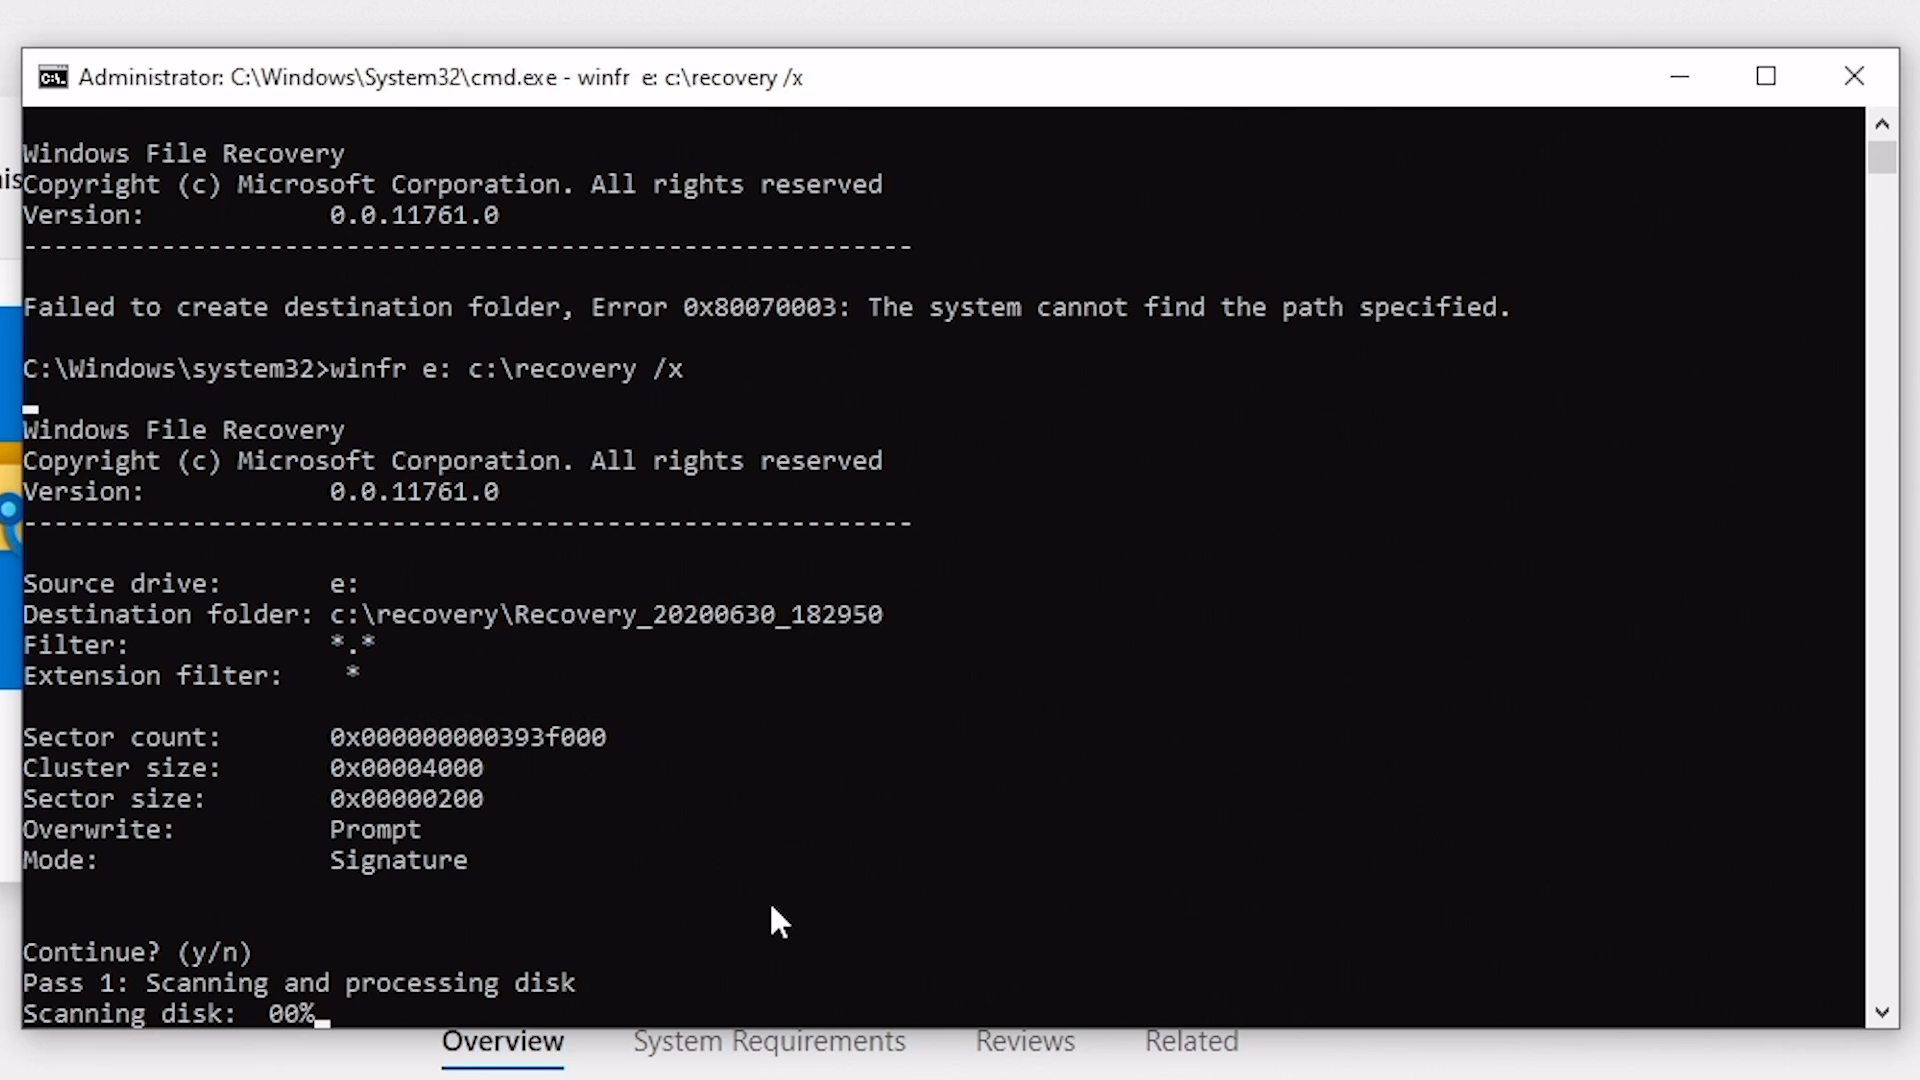 Administrator: C:\Windows\System32\cmd.exe - winfr  e: c:\recovery /x
Windows File Recovery
Copyright (c) Microsoft Corporation. All rights reserved
Version:            0.0.11761.0
----------------------------------------------------------
Failed to create destination folder, Error 0x80070003: The system cannot find the path specified.
C:\Windows\system32>winfr e: c:\recovery /x
Windows File Recovery
Copyright (c) Microsoft Corporation. All rights reserved
Version:            0.0.11761.0
----------------------------------------------------------
Source drive:       e:
Destination folder: c:\recovery\Recovery_20200630_182950
Filter:             *.*
Extension filter:    *
Sector count:       0x000000000393f000
Cluster size:       0x00004000
Sector size:        0x00000200
Overwrite:          Prompt
Mode:               Signature
Continue? (y/n)
Pass 1: Scanning and processing disk
Scanning disk:  00%
Overview System Requirements Reviews Related